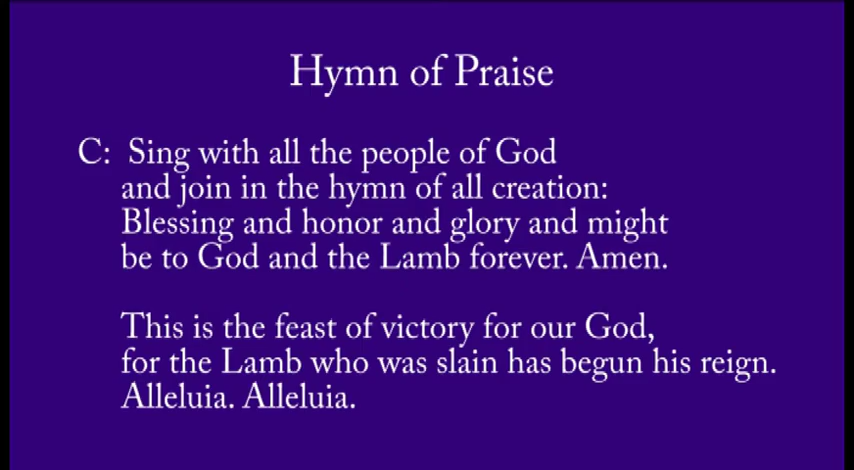 Hymn of Praise
C: Sing with all the people of God
and join in the hymn of all creation:
Blessing and honor and glory and might
be to God and the Lamb forever. Amen.
This is the feast of victory for our God,
for the Lamb who was slain has begun his reign.
Alleluia. Alleluia.